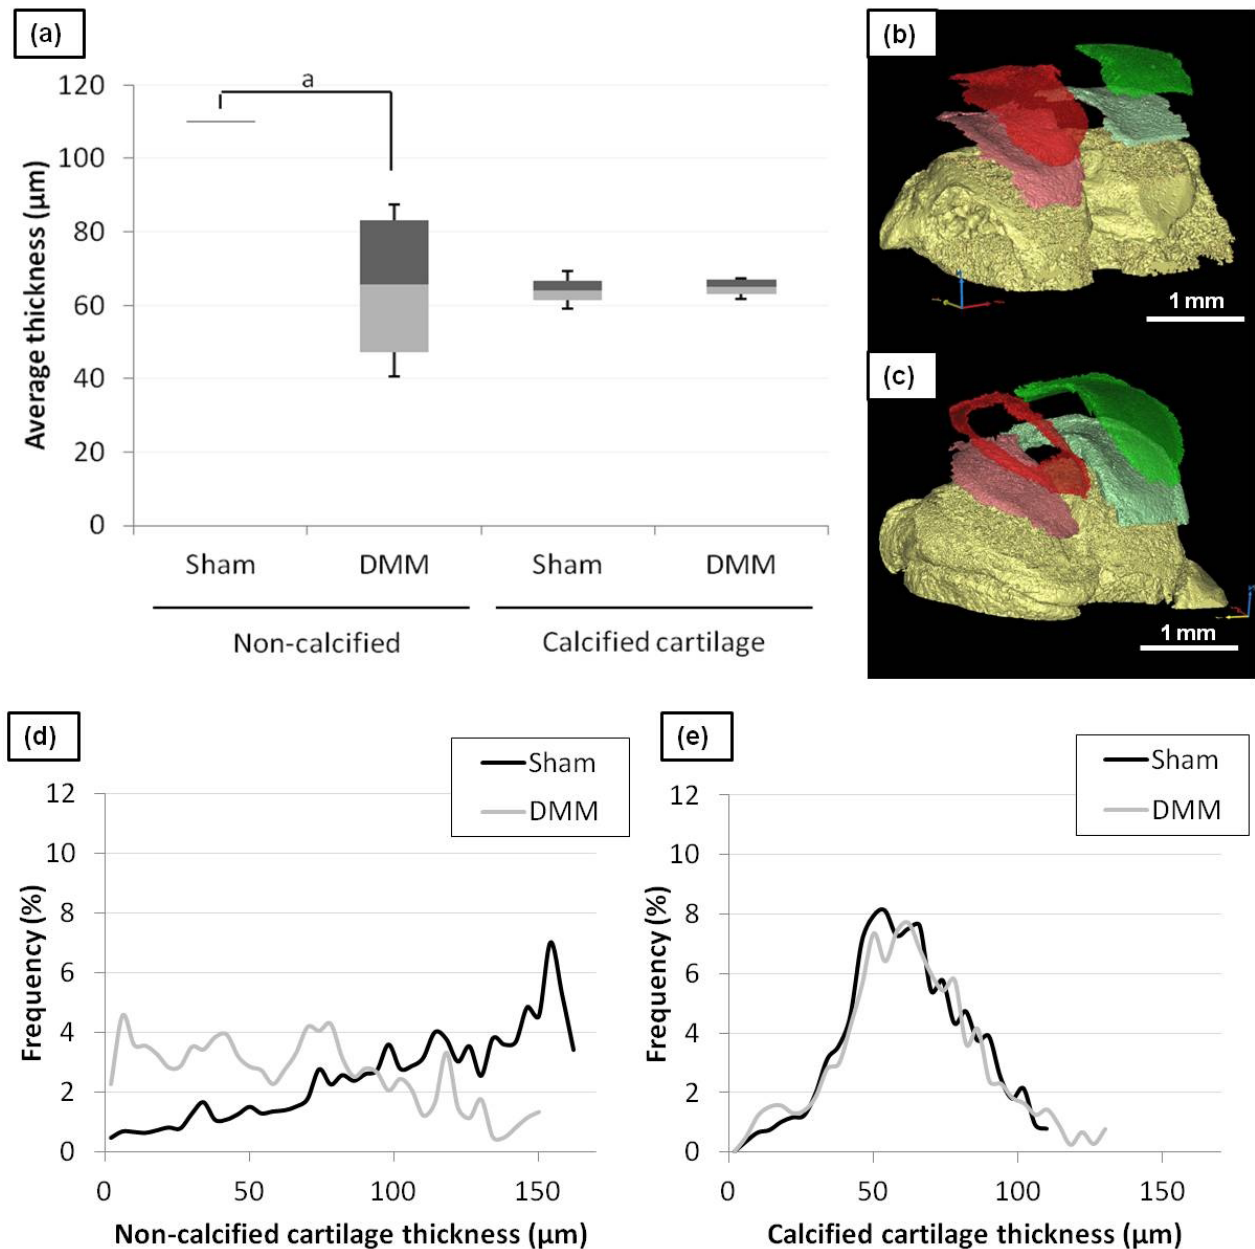 (a)
a
120
100
80
60
40
20
0
Average thickness (µm)
Sham DMM Sham DMM
Non-calcified Calcified cartilage
(b)
1 mm
(c)
1 mm
(d)
Sham
DMM
12
10
8
6
4
2
0
Frequency (%)
0 50 100 150
Non-calcified cartilage thickness (µm)
(e)
Sham
DMM
12
10
8
6
4
2
0
Frequency (%)
0 50 100 150
Calcified cartilage thickness (µm)